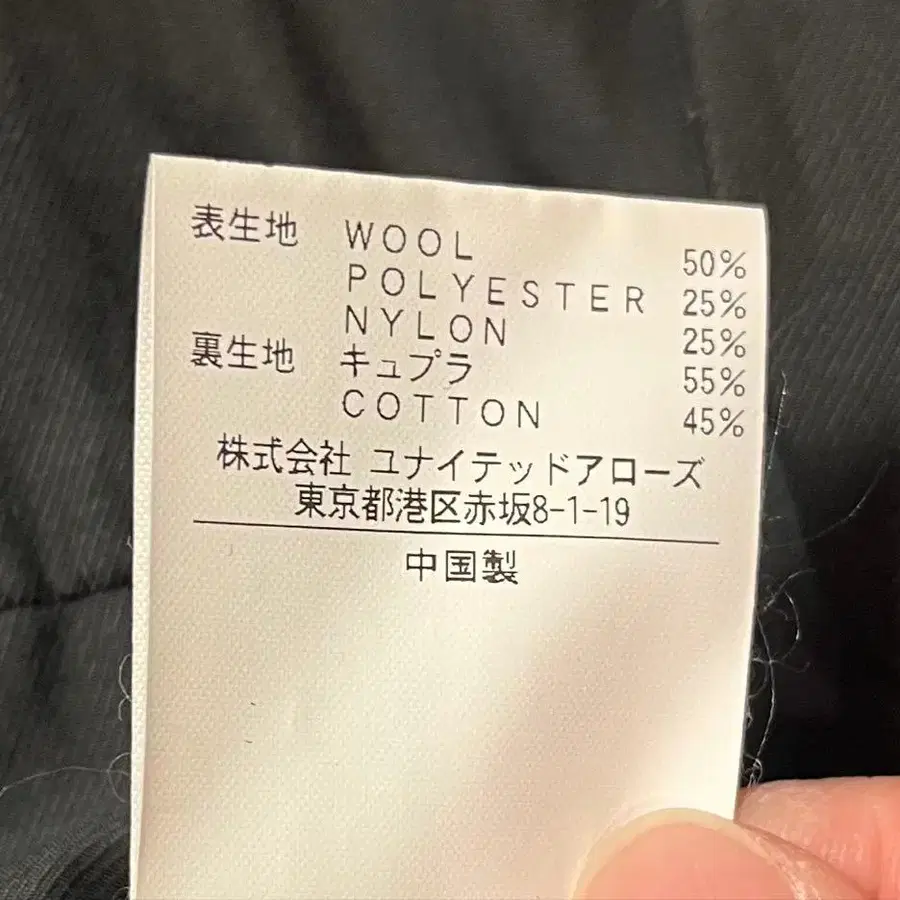 表生地 WOOL 50%
POLYESTER 25%
NYLON 25%
裏生地 キュプラ 55%
COTTON 45%
株式会社 ユナイテッドアローズ
東京都港区赤坂8-1-19
中国製